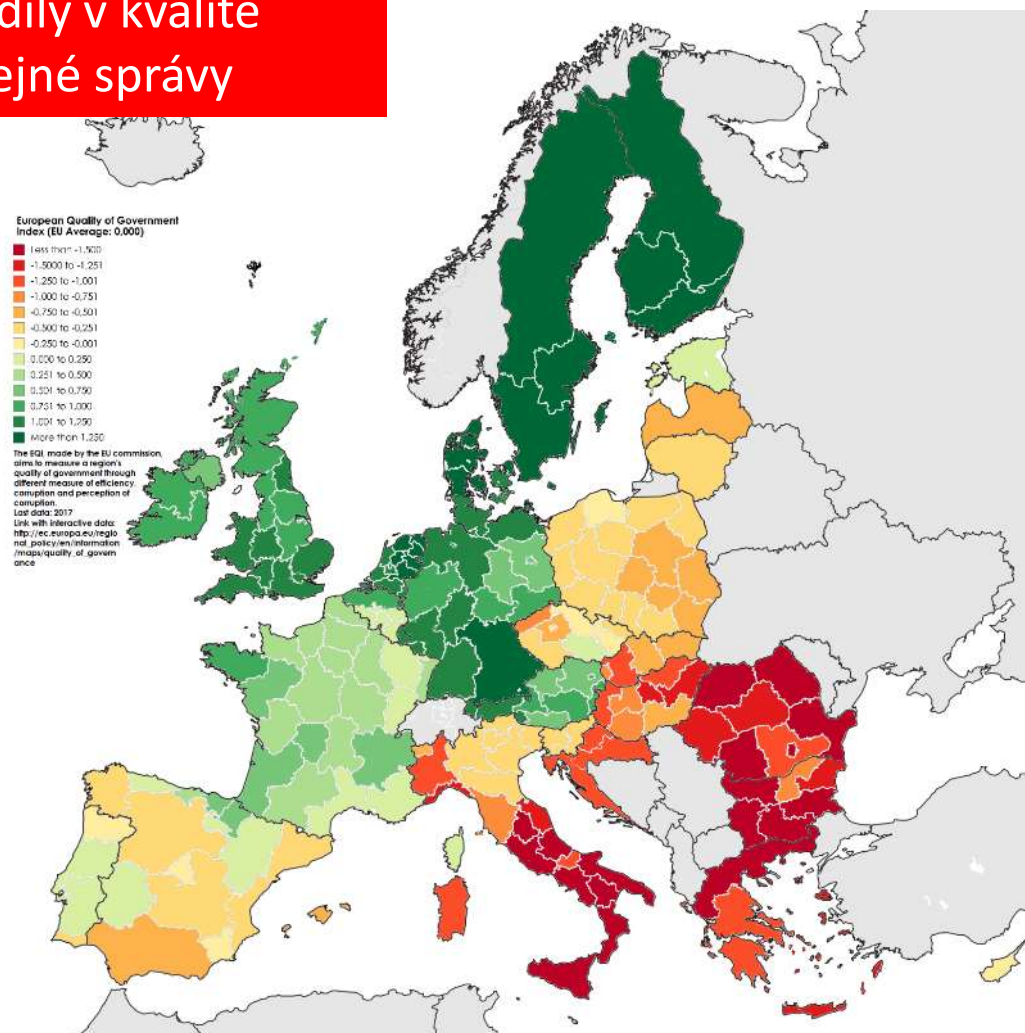 díly v kvalitě
ejné správy
European Quality of Government
Index (EU Average: 0,000)
Less than -1,500
-1,5000 to -1,251
-1,250 to -1,001
-1,000 to -0,751
-0,750 to -0,501
-0,500 to -0,251
-0,250 to -0,001
0,000 to 0,250
0,251 to 0,500
0,501 to 0,750
0,751 to 1,000
1,001 to 1,250
More than 1,250
The EQI, made by the EU commission,
aims to measure a region's
quality of government through
different measure of efficiency,
corruption and perception of
corruption.
Last data: 2017
Link with interactive data:
http://ec.europa.eu/regio
nal_policy/en/information
/maps/quality_of_govern
ance